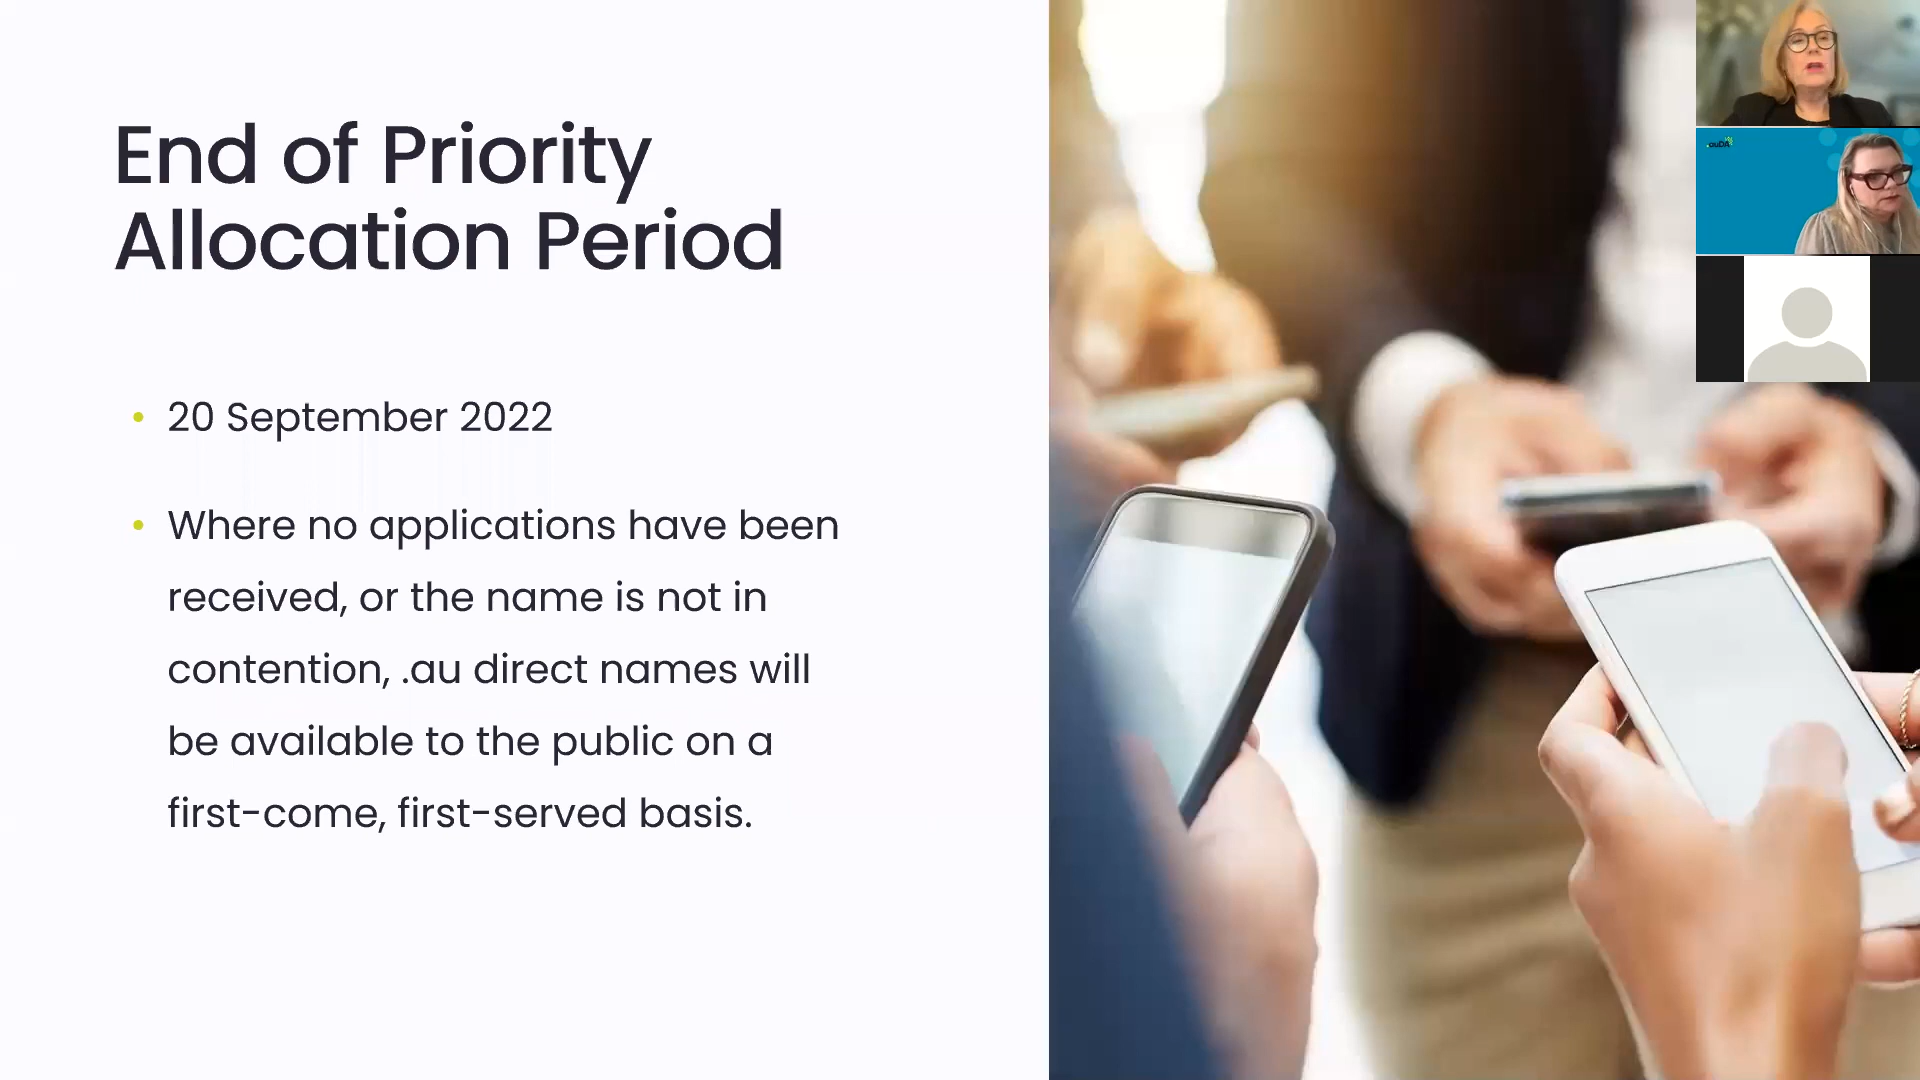 End of Priority
Allocation Period
• 20 September 2022
• Where no applications have been
received, or the name is not in
contention, .au direct names will
be available to the public on a
first-come, first-served basis.
.auDA